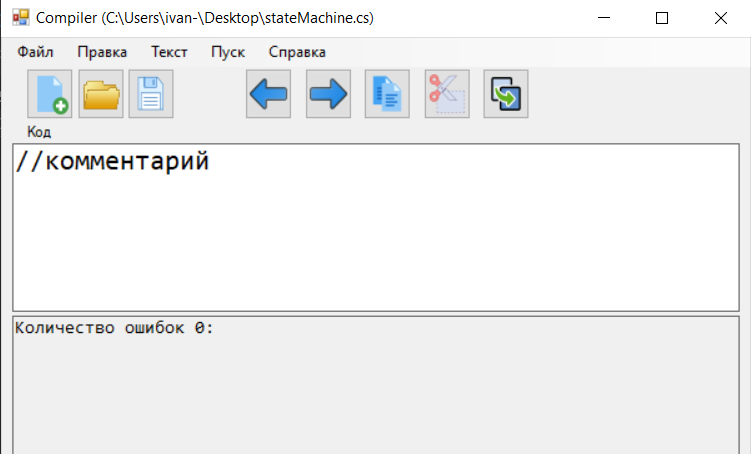 Compiler (C:\Users\ivan-\Desktop\stateMachine.cs)
Файл Правка Текст Пуск Справка
Код
//комментарий
Количество ошибок 0: